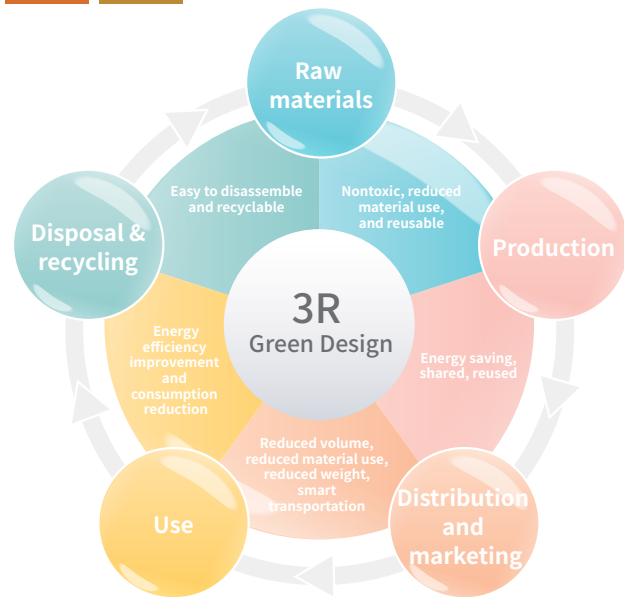 Raw
materials
Easy to disassemble
and recyclable
Nontoxic, reduced
material use,
and reusable
Disposal &
recycling
Production
3R
Green Design
Energy
efficiency
improvement
and
consumption
reduction
Energy saving,
shared, reused
Reduced volume,
reduced material use,
reduced weight,
smart
transportation
Use
Distribution
and
marketing